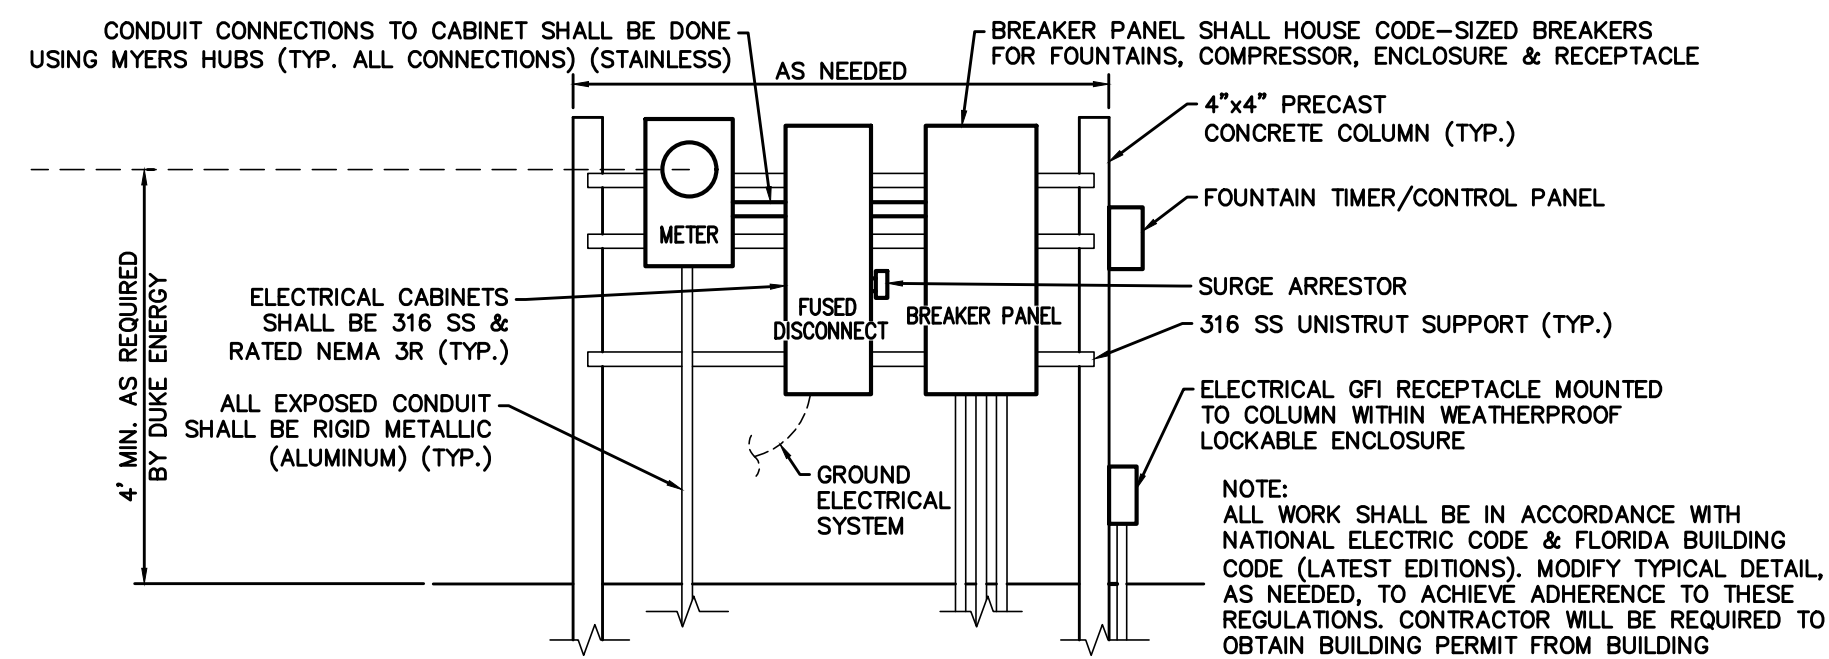 CONDUIT CONNECTIONS TO CABINET SHALL BE DONE
USING MYERS HUBS (TYP. ALL CONNECTIONS) (STAINLESS)
BREAKER PANEL SHALL HOUSE CODE-SIZED BREAKERS
FOR FOUNTAINS, COMPRESSOR, ENCLOSURE & RECEPTACLE
AS NEEDED
4"x4" PRECAST
CONCRETE COLUMN (TYP.)
FOUNTAIN TIMER/CONTROL PANEL
METER
4' MIN. AS REQUIRED
BY DUKE ENERGY
ELECTRICAL CABINETS
SHALL BE 316 SS &
RATED NEMA 3R (TYP.)
FUSED
DISCONNECT
BREAKER PANEL
SURGE ARRESTOR
316 SS UNISTRUT SUPPORT (TYP.)
ALL EXPOSED CONDUIT
SHALL BE RIGID METALLIC
(ALUMINUM) (TYP.)
ELECTRICAL GFI RECEPTACLE MOUNTED
TO COLUMN WITHIN WEATHERPROOF
LOCKABLE ENCLOSURE
GROUND
ELECTRICAL
SYSTEM
NOTE:
ALL WORK SHALL BE IN ACCORDANCE WITH
NATIONAL ELECTRIC CODE & FLORIDA BUILDING
CODE (LATEST EDITIONS). MODIFY TYPICAL DETAIL,
AS NEEDED, TO ACHIEVE ADHERENCE TO THESE
REGULATIONS. CONTRACTOR WILL BE REQUIRED TO
OBTAIN BUILDING PERMIT FROM BUILDING